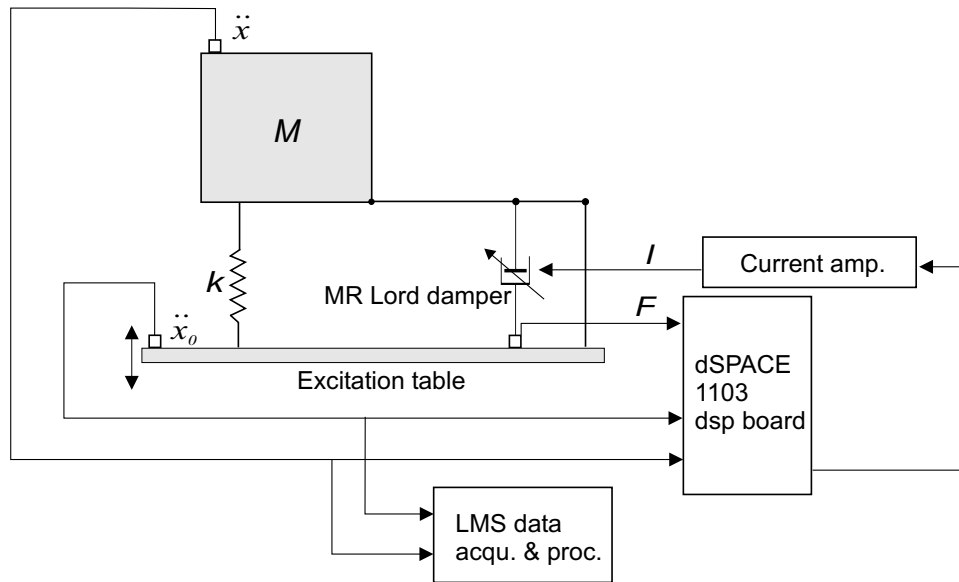 ẍ
M
k
MR Lord damper
I
Current amp.
F
ẍ₀
Excitation table
dSPACE
1103
dsp board
LMS data
acqu. & proc.